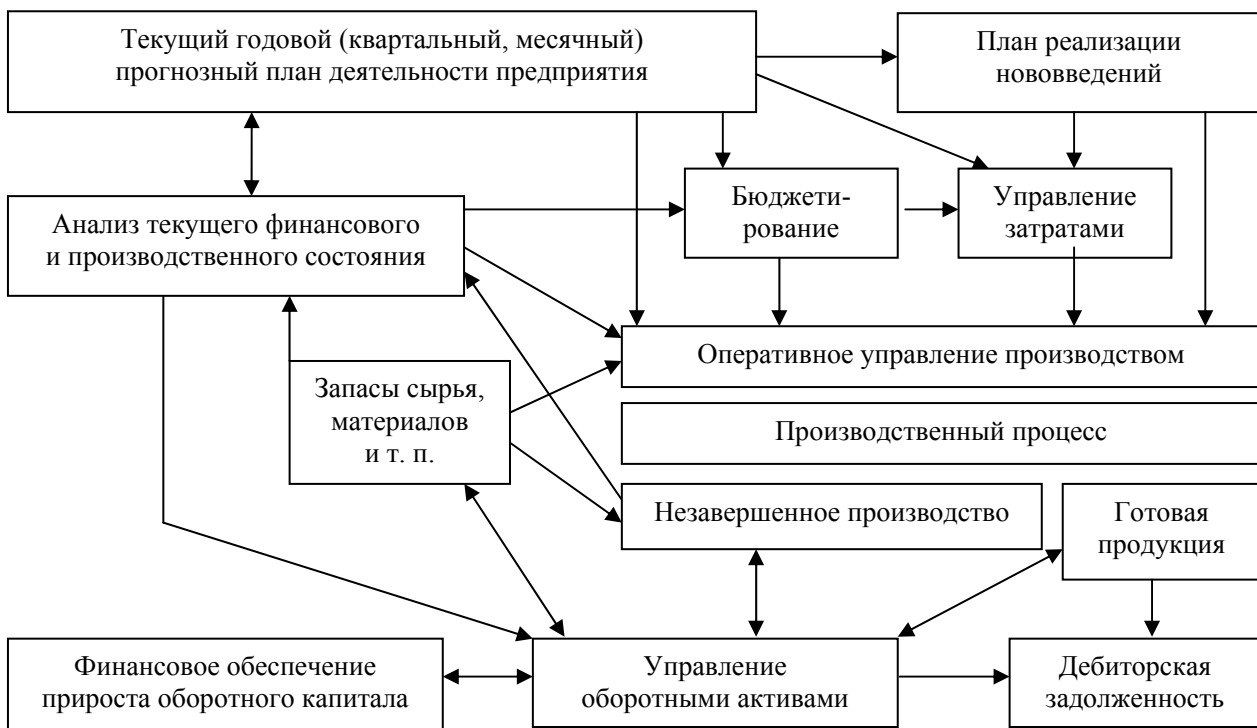 Текущий годовой (квартальный, месячный)
прогнозный план деятельности предприятия
План реализации
нововведений
Бюджети-
рование
Управление
затратами
Анализ текущего финансового
и производственного состояния
Оперативное управление производством
Запасы сырья,
материалов
и т. п.
Производственный процесс
Незавершенное производство
Готовая
продукция
Финансовое обеспечение
прироста оборотного капитала
Управление
оборотными активами
Дебиторская
задолженность